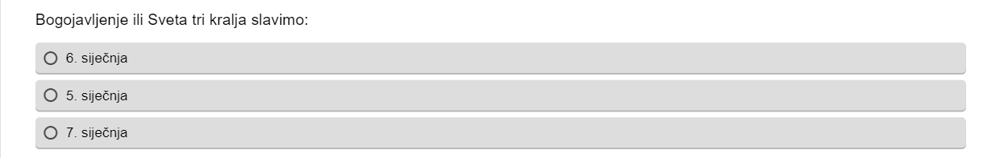 Bogojavljenje ili Sveta tri kralja slavimo:
6. siječnja
5. siječnja
7. siječnja